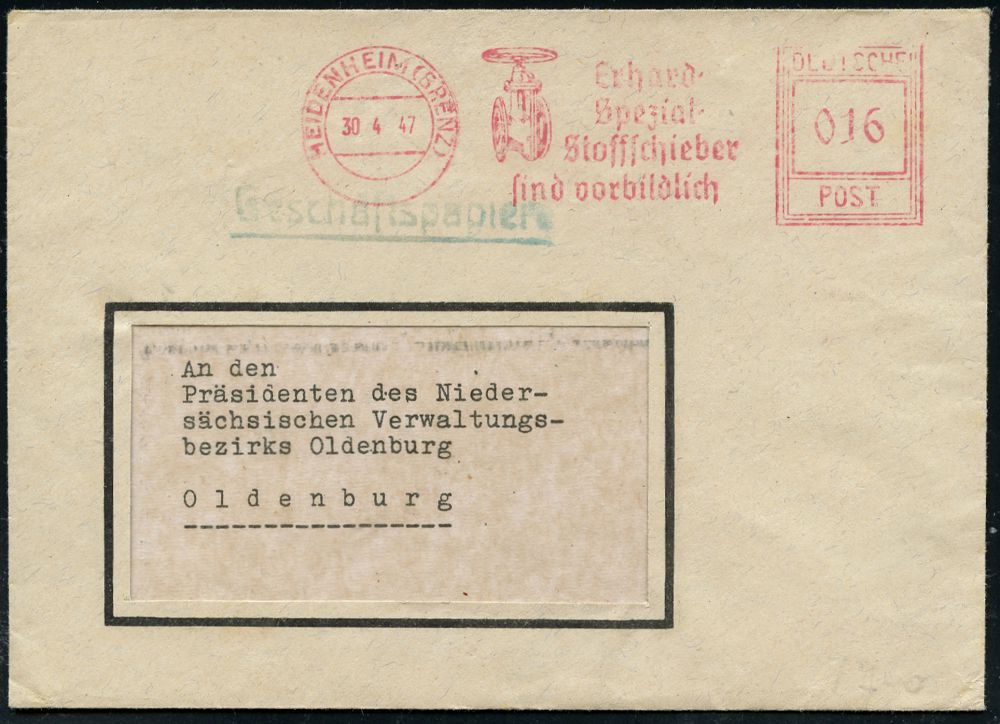 HEIDENHEIM (BRENZ)
30 4 47
Erhard-
Spezial-
Stoffschieber
sind vorbildlich
DEUTSCHE
016
POST
Geschäftspapier
An den
Präsidenten des Nieder-
sächsischen Verwaltungs-
bezirks Oldenburg
O l d e n b u r g
-----------------